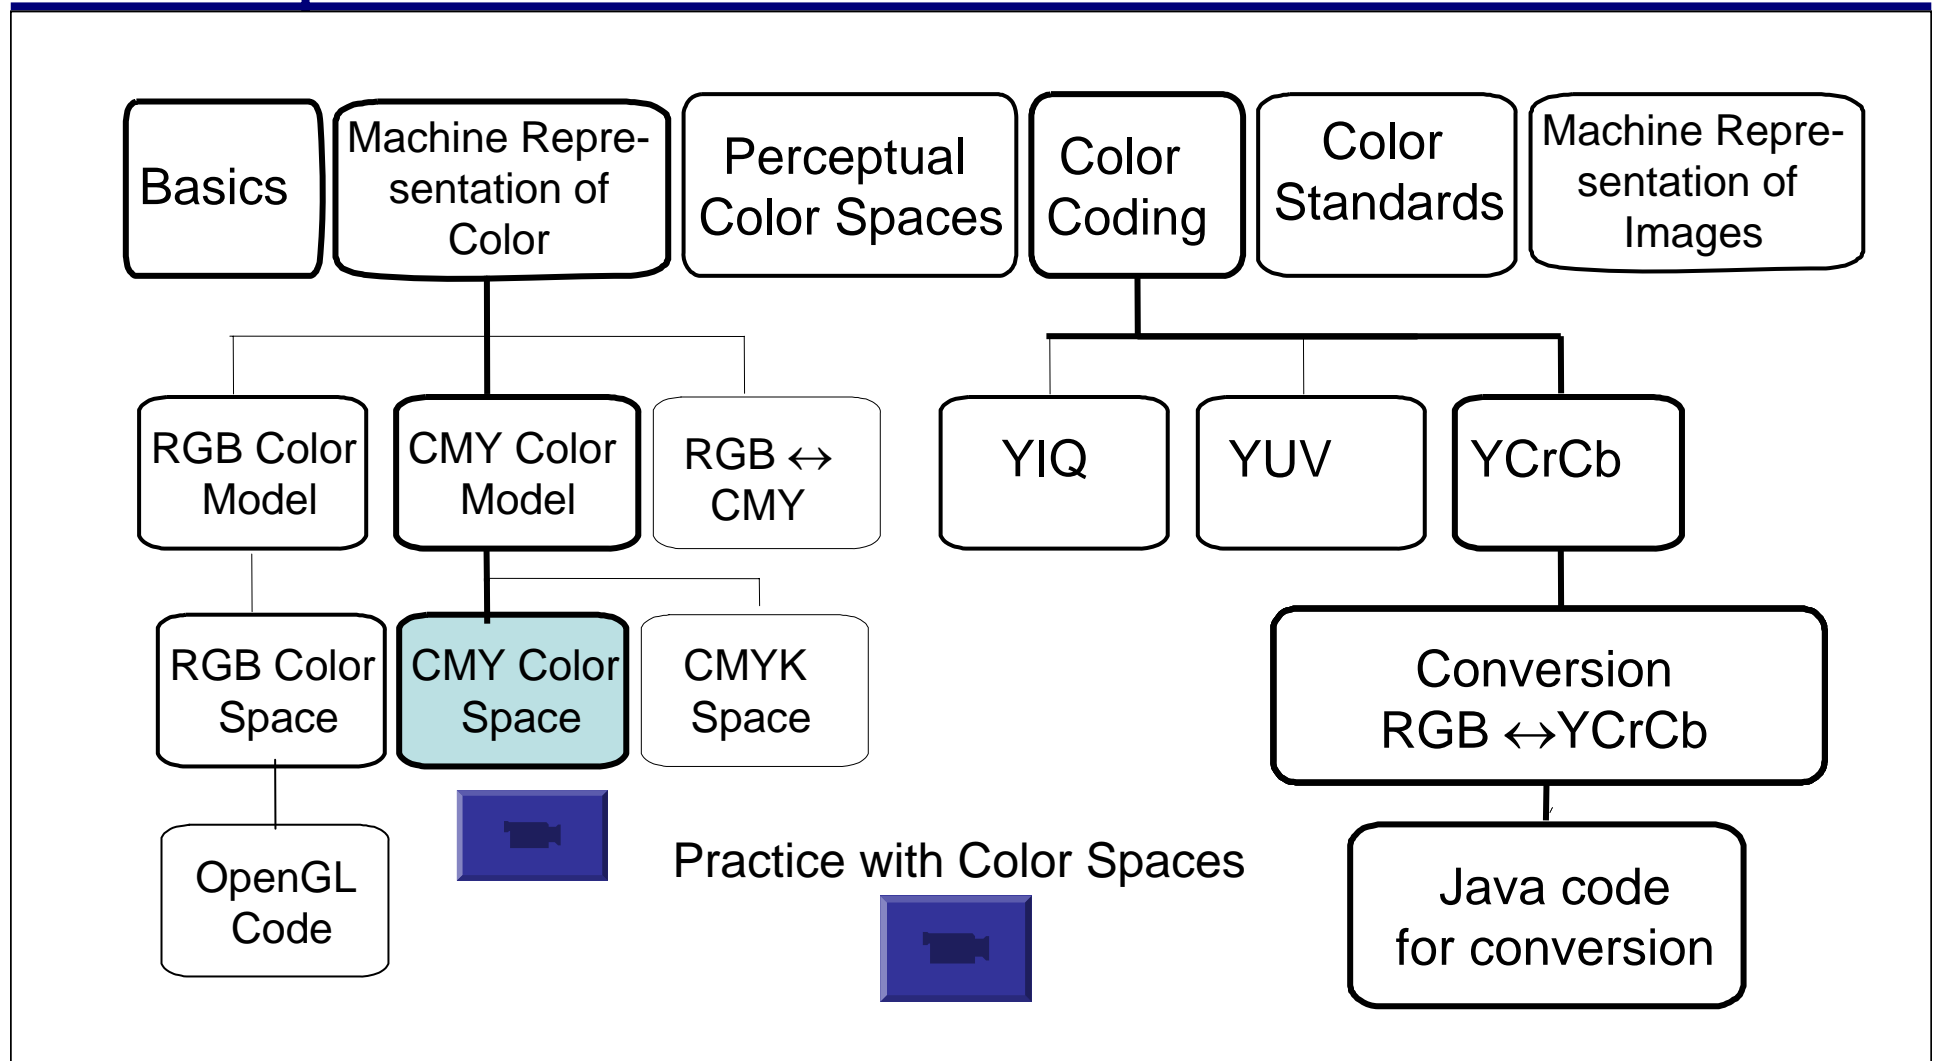 Basics
Machine Repre-
sentation of
Color
Perceptual
Color Spaces
Color
Coding
Color
Standards
Machine Repre-
sentation of
Images
RGB Color
Model
CMY Color
Model
RGB ↔
CMY
YIQ
YUV
YCrCb
RGB Color
Space
CMY Color
Space
CMYK
Space
Conversion
RGB ↔YCrCb
OpenGL
Code
Practice with Color Spaces
Java code
for conversion